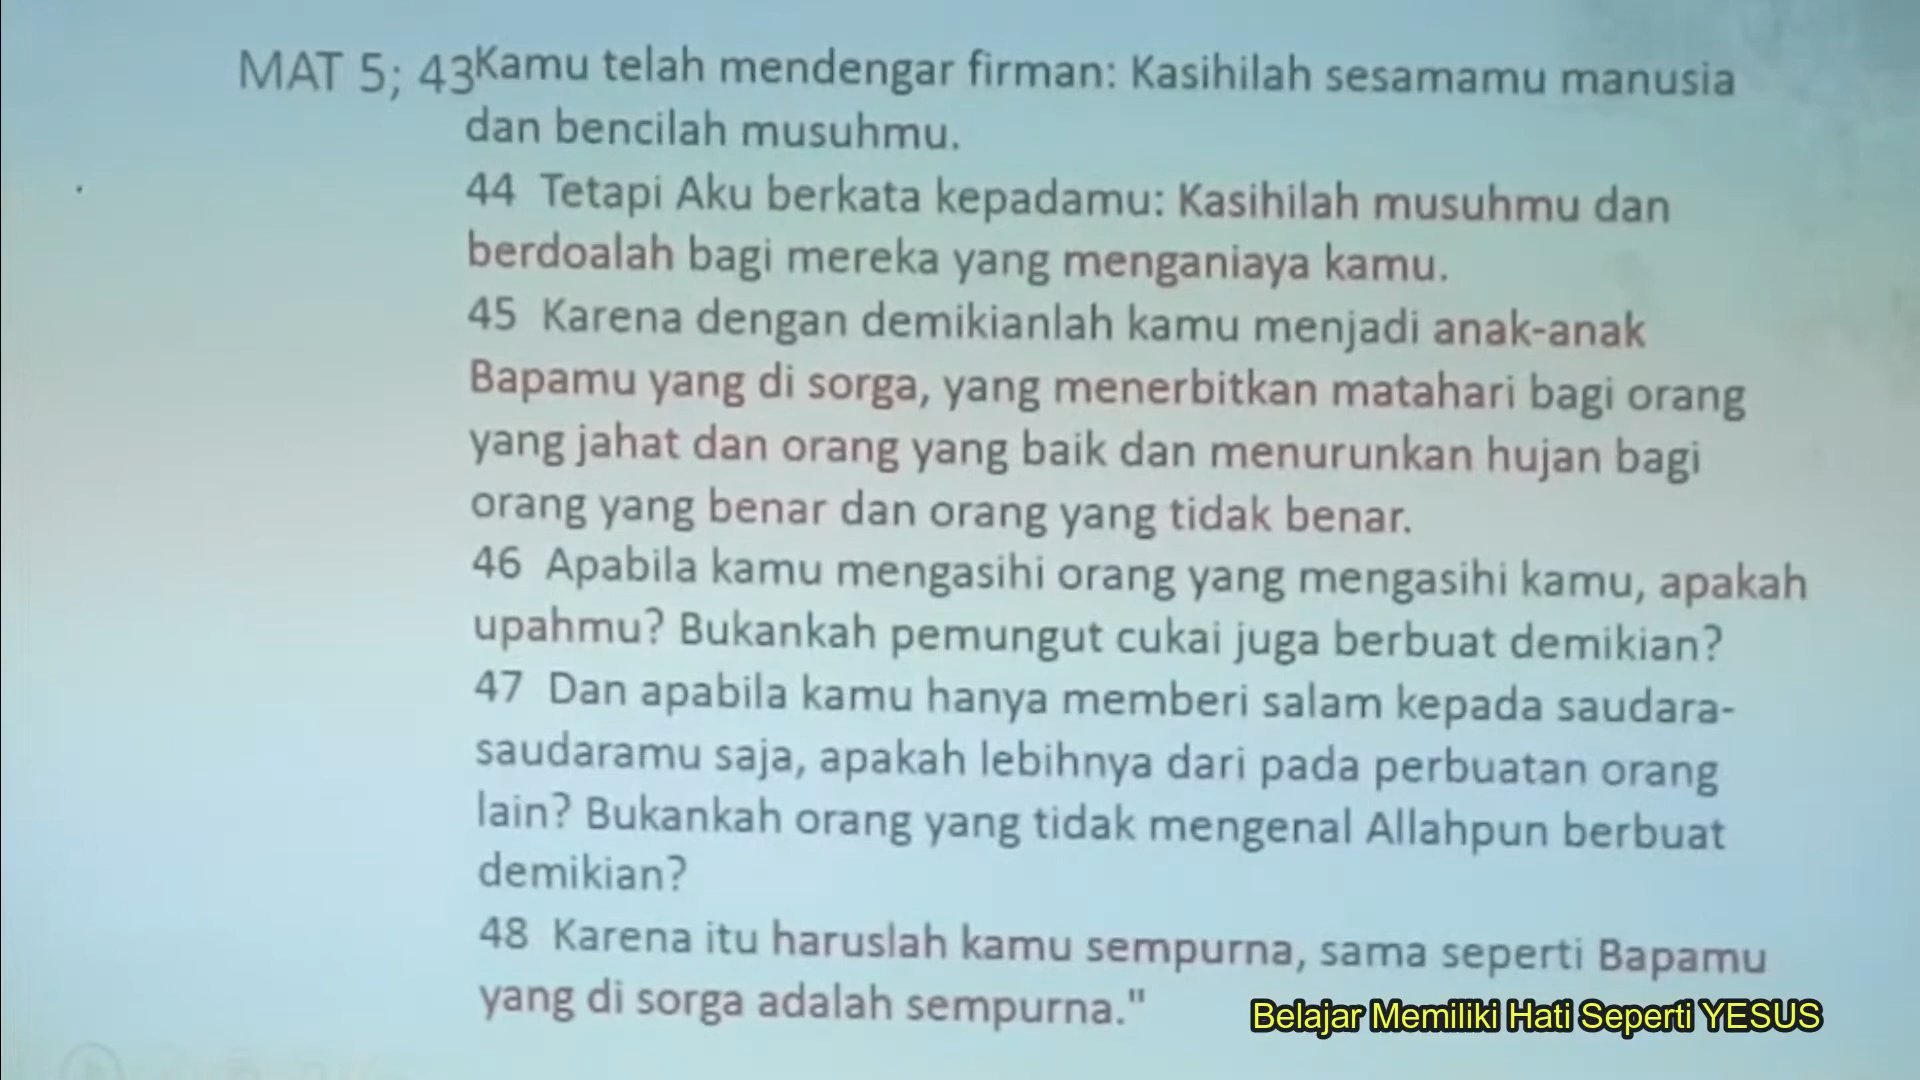 MAT 5; 43Kamu telah mendengar firman: Kasihilah sesamamu manusia
dan bencilah musuhmu.
44 Tetapi Aku berkata kepadamu: Kasihilah musuhmu dan
berdoalah bagi mereka yang menganiaya kamu.
45 Karena dengan demikianlah kamu menjadi anak-anak
Bapamu yang di sorga, yang menerbitkan matahari bagi orang
yang jahat dan orang yang baik dan menurunkan hujan bagi
orang yang benar dan orang yang tidak benar.
46 Apabila kamu mengasihi orang yang mengasihi kamu, apakah
upahmu? Bukankah pemungut cukai juga berbuat demikian?
47 Dan apabila kamu hanya memberi salam kepada saudara-
saudaramu saja, apakah lebihnya dari pada perbuatan orang
lain? Bukankah orang yang tidak mengenal Allahpun berbuat
demikian?
48 Karena itu haruslah kamu sempurna, sama seperti Bapamu
yang di sorga adalah sempurna."
Belajar Memiliki Hati Seperti YESUS